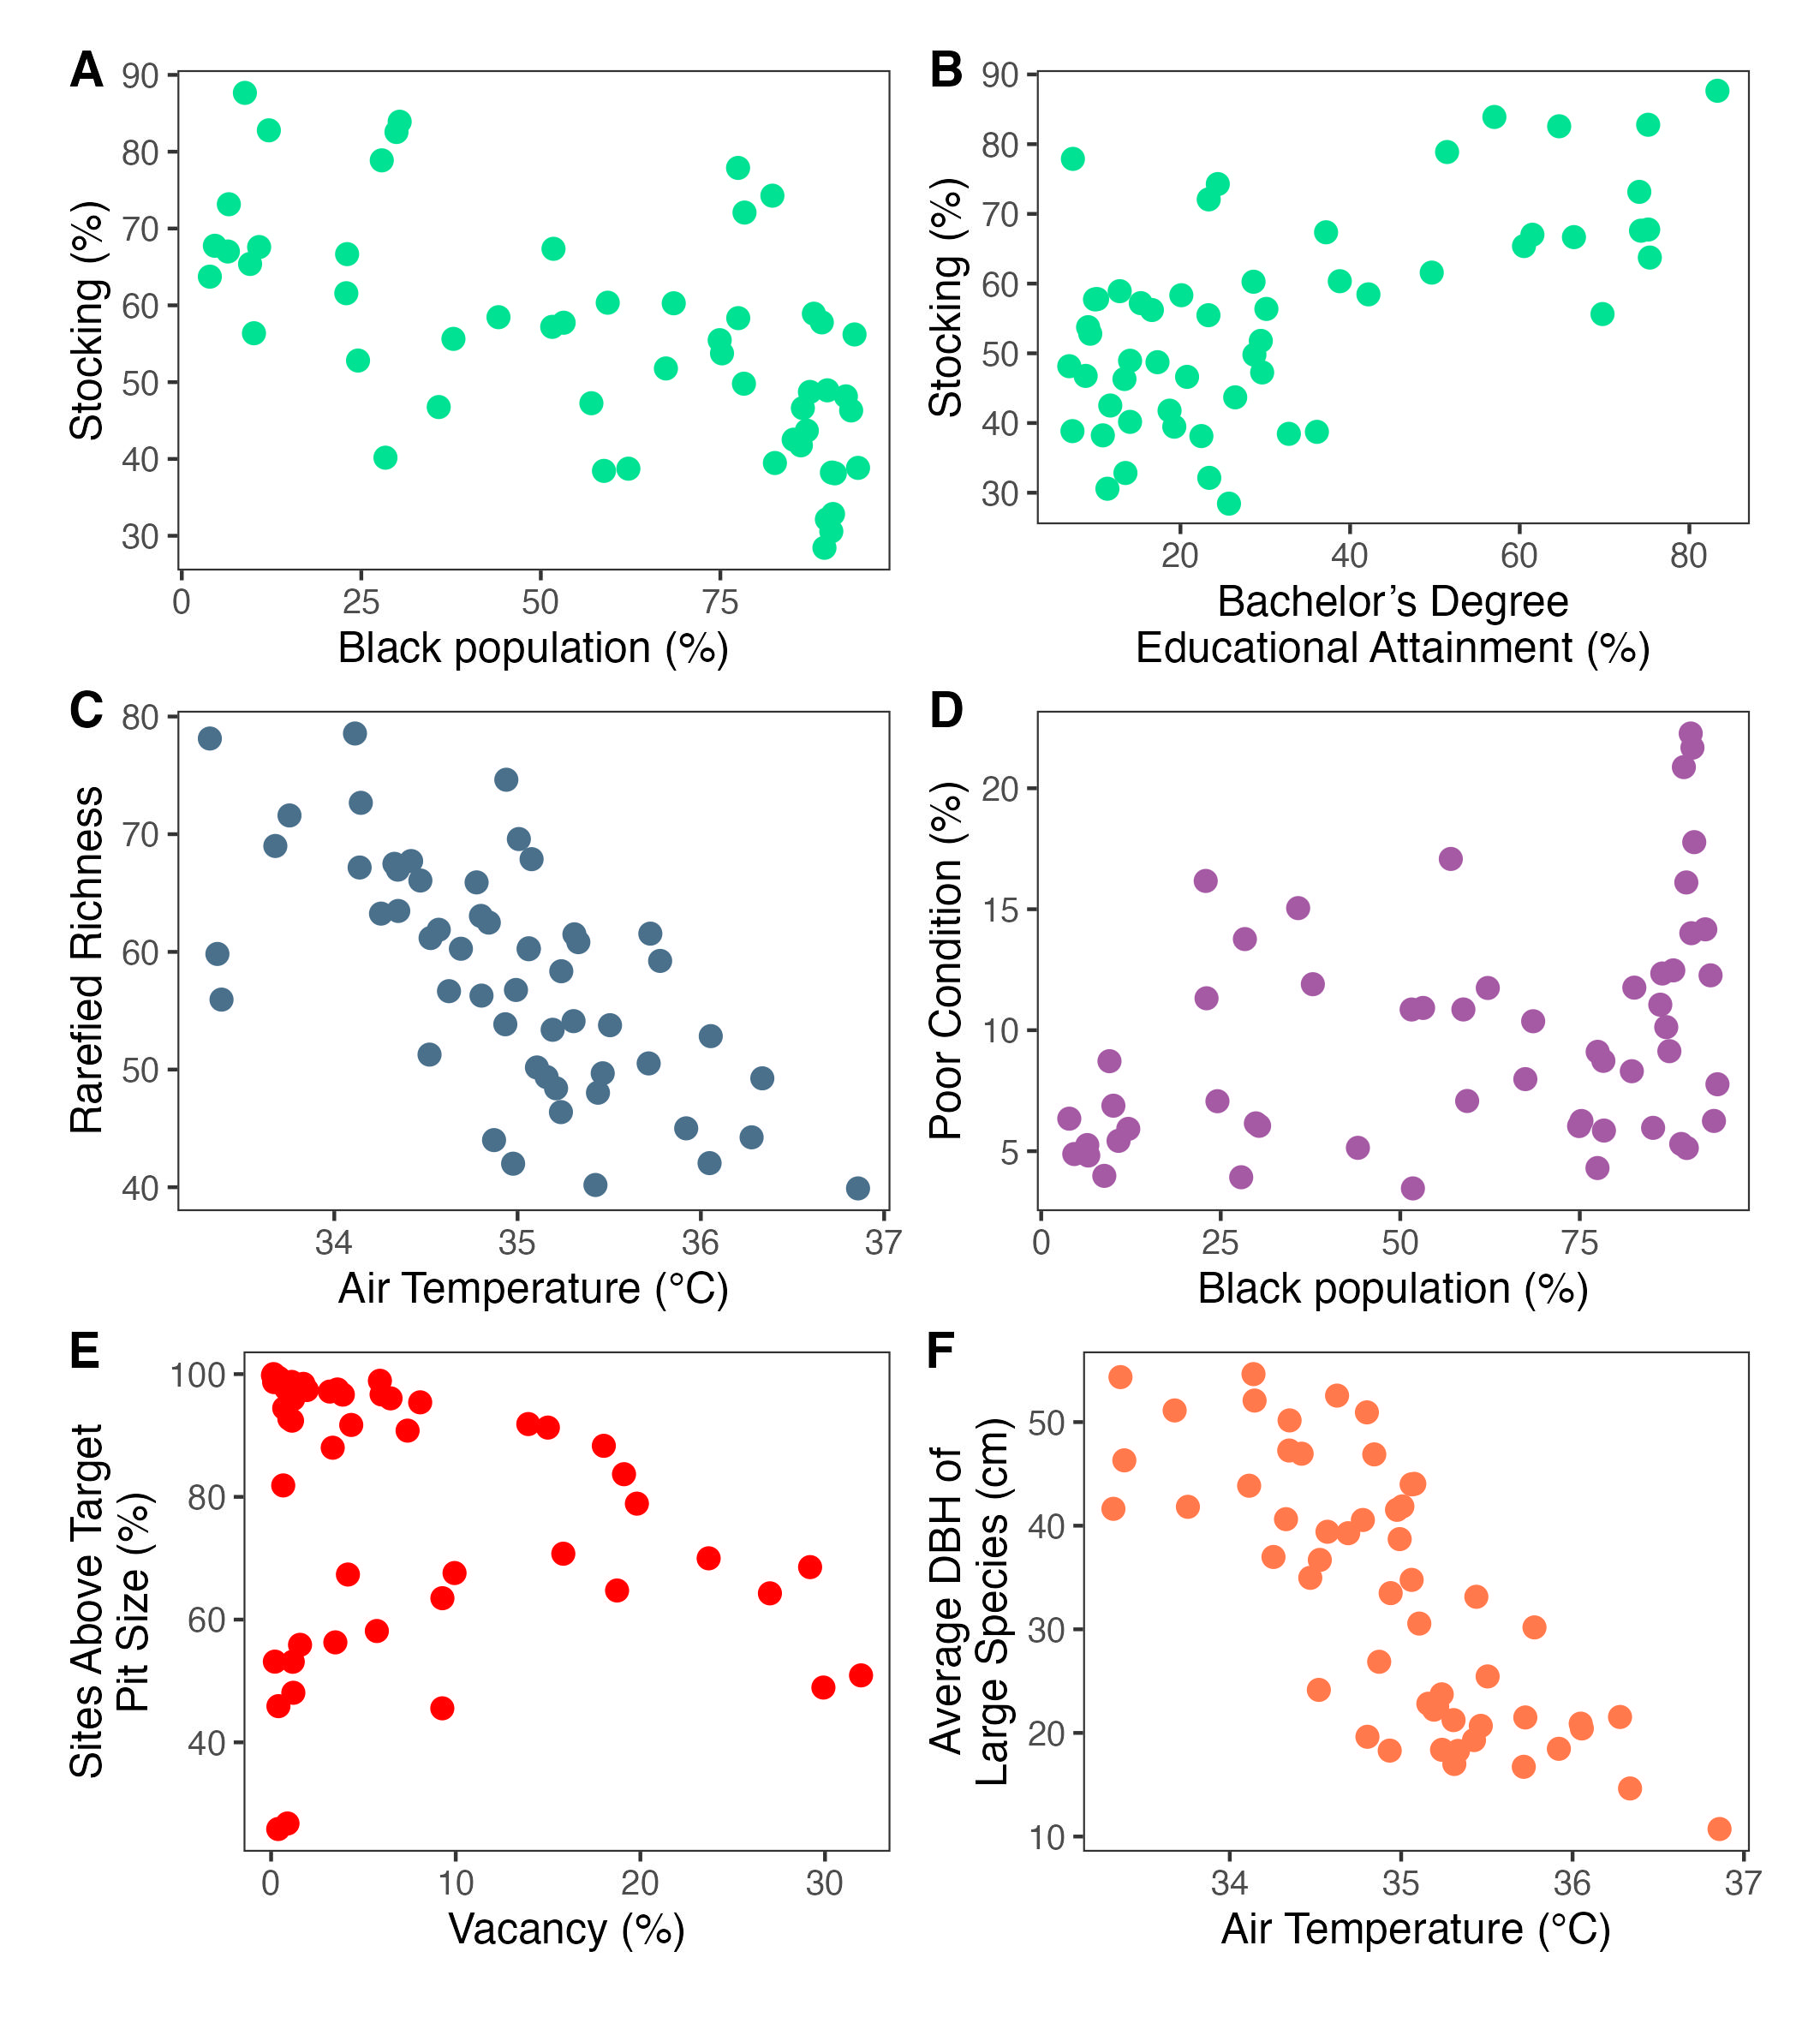 A
90
80
70
60
50
40
30
Stocking (%)
0 25 50 75
Black population (%)
B
90
80
70
60
50
40
30
Stocking (%)
20 40 60 80
Bachelor’s Degree
Educational Attainment (%)
C
80
70
60
50
40
Rarefied Richness
34 35 36 37
Air Temperature (°C)
D
20
15
10
5
Poor Condition (%)
0 25 50 75
Black population (%)
E
100
80
60
40
Sites Above Target
Pit Size (%)
0 10 20 30
Vacancy (%)
F
50
40
30
20
10
Average DBH of
Large Species (cm)
34 35 36 37
Air Temperature (°C)